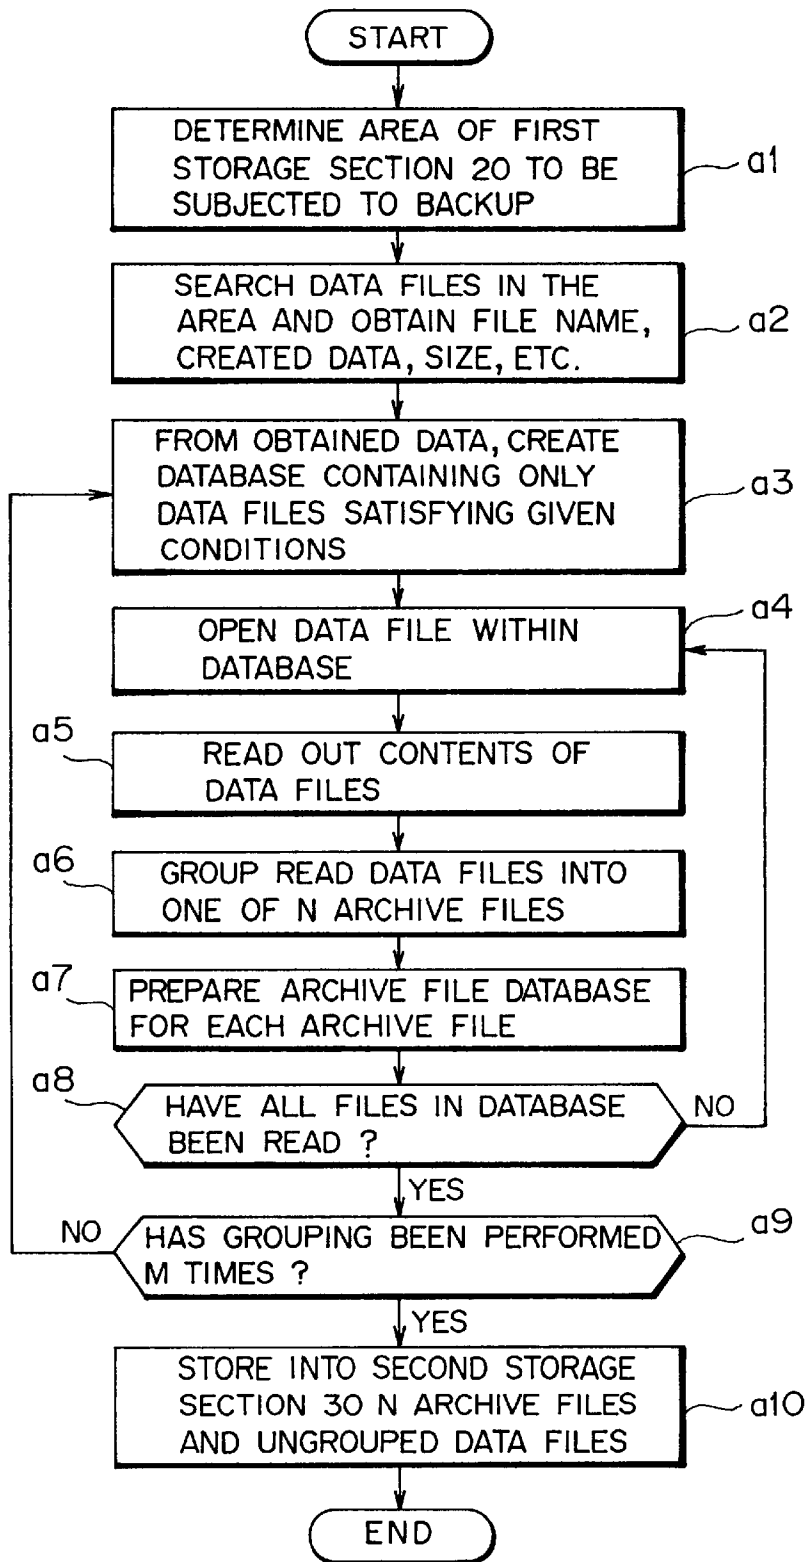 START
DETERMINE AREA OF FIRST
STORAGE SECTION 20 TO BE
SUBJECTED TO BACKUP
a1
SEARCH DATA FILES IN THE
AREA AND OBTAIN FILE NAME,
CREATED DATA, SIZE, ETC.
a2
FROM OBTAINED DATA, CREATE
DATABASE CONTAINING ONLY
DATA FILES SATISFYING GIVEN
CONDITIONS
a3
OPEN DATA FILE WITHIN
DATABASE
a4
a5
READ OUT CONTENTS OF
DATA FILES
a6
GROUP READ DATA FILES INTO
ONE OF N ARCHIVE FILES
a7
PREPARE ARCHIVE FILE DATABASE
FOR EACH ARCHIVE FILE
a8
HAVE ALL FILES IN DATABASE
BEEN READ ?
NO
YES
NO
HAS GROUPING BEEN PERFORMED
M TIMES ?
a9
YES
STORE INTO SECOND STORAGE
SECTION 30 N ARCHIVE FILES
AND UNGROUPED DATA FILES
a10
END